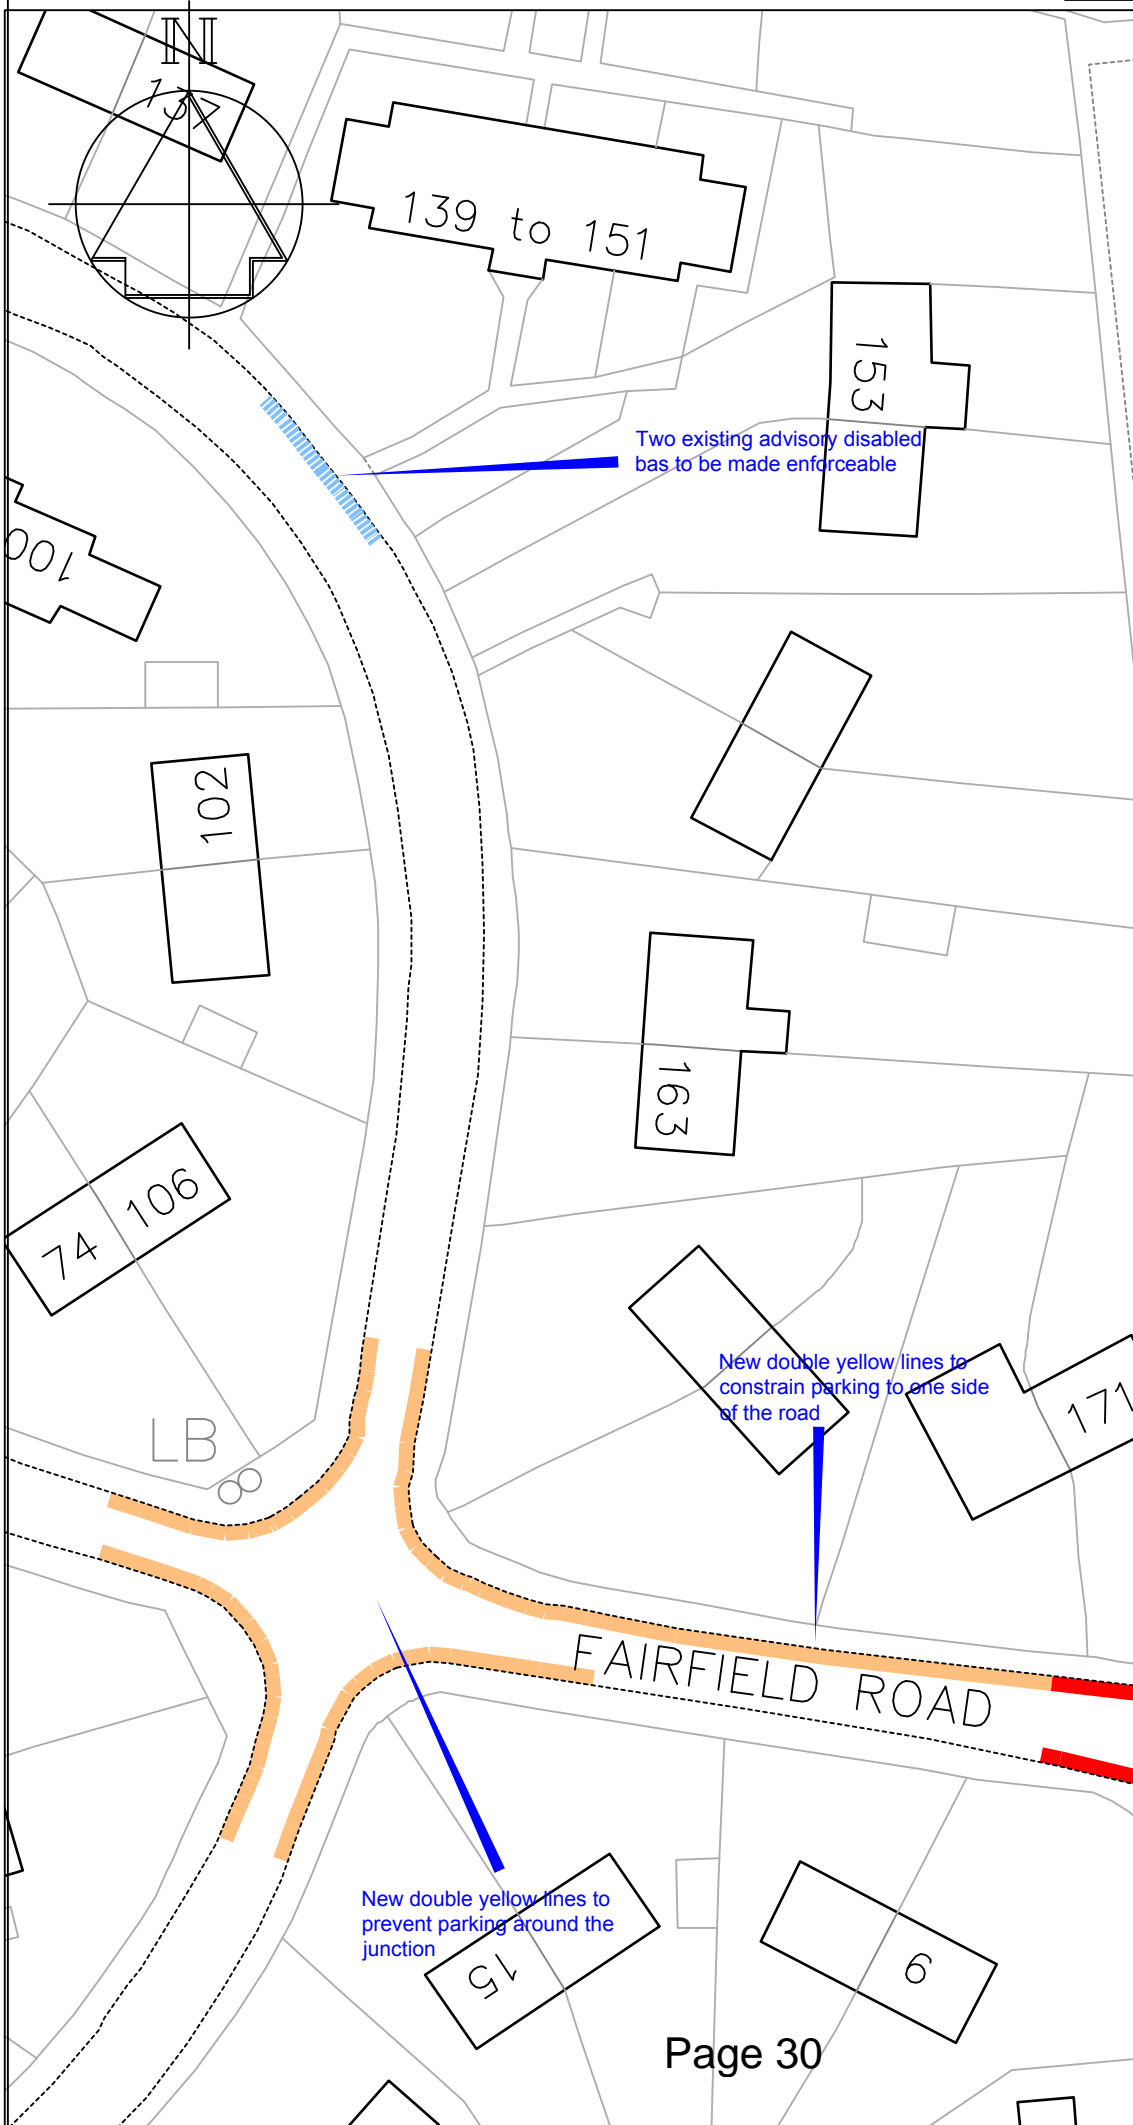 N
137
139 to 151
153
Two existing advisory disabled
bas to be made enforceable
100
102
163
106
74
New double yellow lines to
constrain parking to one side
of the road
171
LB
FAIRFIELD ROAD
New double yellow lines to
prevent parking around the
junction
15
9
Page 30